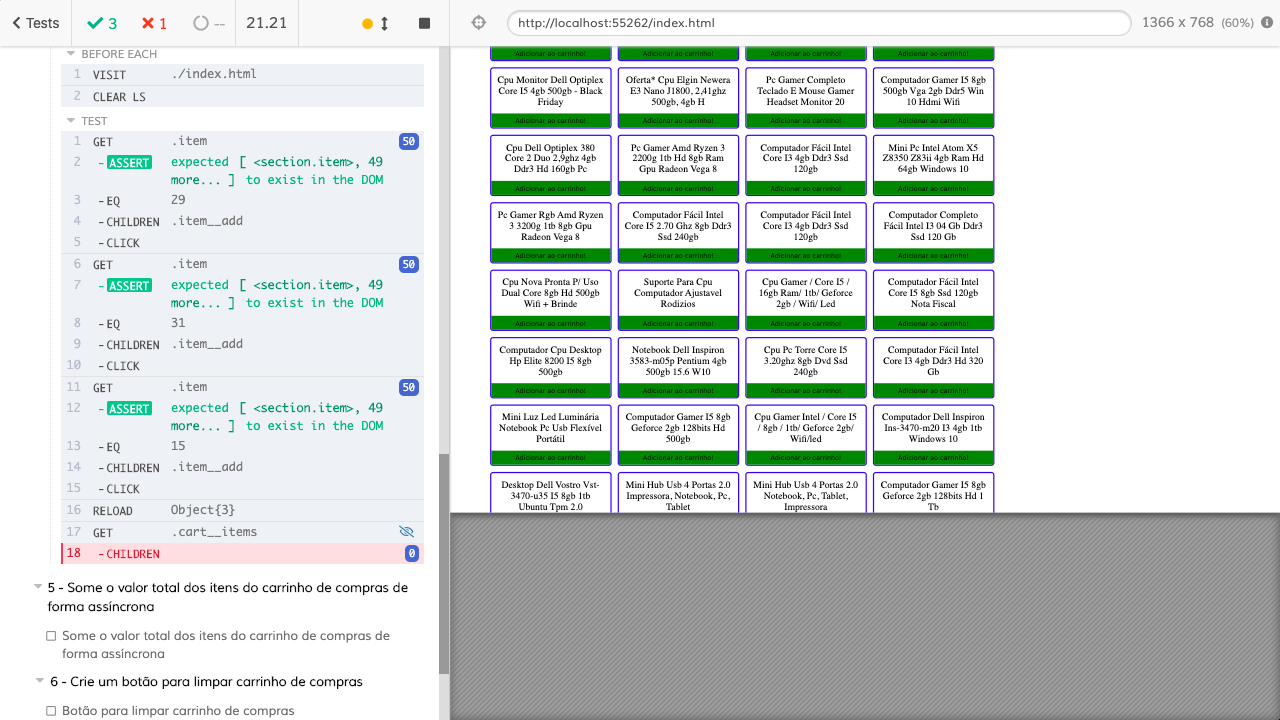 Tests
3
1
--
21.21
http://localhost:55262/index.html
1366 x 768 (60%)
BEFORE EACH
1 VISIT ./index.html
2 CLEAR LS
TEST
1 GET .item 50
2 -ASSERT expected [ <section.item>, 49
more... ] to exist in the DOM
3 -EQ 29
4 -CHILDREN .item__add
5 -CLICK
6 GET .item 50
7 -ASSERT expected [ <section.item>, 49
more... ] to exist in the DOM
8 -EQ 31
9 -CHILDREN .item__add
10 -CLICK
11 GET .item 50
12 -ASSERT expected [ <section.item>, 49
more... ] to exist in the DOM
13 -EQ 15
14 -CHILDREN .item__add
15 -CLICK
16 RELOAD Object{3}
17 GET .cart__items
18 -CHILDREN 0
5 - Some o valor total dos itens do carrinho de compras de
forma assíncrona
Some o valor total dos itens do carrinho de compras de
forma assíncrona
6 - Crie um botão para limpar carrinho de compras
Botão para limpar carrinho de compras
Adicionar ao carrinho! Adicionar ao carrinho! Adicionar ao carrinho! Adicionar ao carrinho!
Cpu Monitor Dell Optiplex
Core I5 4gb 500gb - Black
Friday
Adicionar ao carrinho!
Oferta* Cpu Elgin Newera
E3 Nano J1800, 2,41ghz
500gb, 4gb H
Adicionar ao carrinho!
Pc Gamer Completo
Teclado E Mouse Gamer
Headset Monitor 20
Adicionar ao carrinho!
Computador Gamer I5 8gb
500gb Vga 2gb Ddr5 Win
10 Hdmi Wifi
Adicionar ao carrinho!
Cpu Dell Optiplex 380
Core 2 Duo 2,9ghz 4gb
Ddr3 Hd 160gb Pc
Adicionar ao carrinho!
Pc Gamer Amd Ryzen 3
2200g 1tb Hd 8gb Ram
Gpu Radeon Vega 8
Adicionar ao carrinho!
Computador Fácil Intel
Core I3 4gb Ddr3 Ssd
120gb
Adicionar ao carrinho!
Mini Pc Intel Atom X5
Z8350 Z83ii 4gb Ram Hd
64gb Windows 10
Adicionar ao carrinho!
Pc Gamer Rgb Amd Ryzen
3 3200g 1tb 8gb Gpu
Radeon Vega 8
Adicionar ao carrinho!
Computador Fácil Intel
Core I5 2.70 Ghz 8gb Ddr3
Ssd 240gb
Adicionar ao carrinho!
Computador Fácil Intel
Core I3 4gb Ddr3 Ssd
120gb
Adicionar ao carrinho!
Computador Completo
Fácil Intel I3 04 Gb Ddr3
Ssd 120 Gb
Adicionar ao carrinho!
Cpu Nova Pronta P/ Uso
Dual Core 8gb Hd 500gb
Wifi + Brinde
Adicionar ao carrinho!
Suporte Para Cpu
Computador Ajustavel
Rodizios
Adicionar ao carrinho!
Cpu Gamer / Core I5 /
16gb Ram/ 1tb/ Geforce
2gb / Wifi/ Led
Adicionar ao carrinho!
Computador Fácil Intel
Core I5 8gb Ssd 120gb
Nota Fiscal
Adicionar ao carrinho!
Computador Cpu Desktop
Hp Elite 8200 I5 8gb
500gb
Adicionar ao carrinho!
Notebook Dell Inspiron
3583-m05p Pentium 4gb
500gb 15.6 W10
Adicionar ao carrinho!
Cpu Pc Torre Core I5
3.20ghz 8gb Dvd Ssd
240gb
Adicionar ao carrinho!
Computador Fácil Intel
Core I3 4gb Ddr3 Hd 320
Gb
Adicionar ao carrinho!
Mini Luz Led Luminária
Notebook Pc Usb Flexível
Portátil
Adicionar ao carrinho!
Computador Gamer I5 8gb
Geforce 2gb 128bits Hd
500gb
Adicionar ao carrinho!
Cpu Gamer Intel / Core I5
/ 8gb / 1tb/ Geforce 2gb/
Wifi/led
Adicionar ao carrinho!
Computador Dell Inspiron
Ins-3470-m20 I3 4gb 1tb
Windows 10
Adicionar ao carrinho!
Desktop Dell Vostro Vst-
3470-u35 I5 8gb 1tb
Ubuntu Tpm 2.0
Mini Hub Usb 4 Portas 2.0
Impressora, Notebook, Pc,
Tablet
Mini Hub Usb 4 Portas 2.0
Notebook, Pc, Tablet,
Impressora
Computador Gamer I5 8gb
Geforce 2gb 128bits Hd 1
Tb